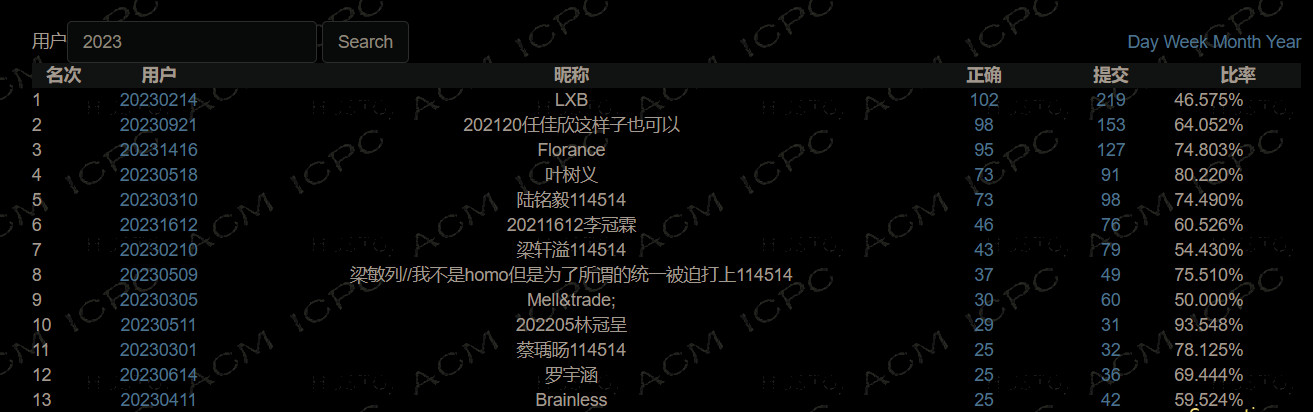 用户 2023 Search Day Week Month Year
名次 用户 昵称 正确 提交 比率
1 20230214 LXB 102 219 46.575%
2 20230921 202120任佳欣这样子也可以 98 153 64.052%
3 20231416 Florance 95 127 74.803%
4 20230518 叶树义 73 91 80.220%
5 20230310 陆铭毅114514 73 98 74.490%
6 20231612 20211612李冠霖 46 76 60.526%
7 20230210 梁轩溢114514 43 79 54.430%
8 20230509 梁敏列//我不是homo但是为了所谓的统一被迫打上114514 37 49 75.510%
9 20230305 Mell&trade; 30 60 50.000%
10 20230511 202205林冠呈 29 31 93.548%
11 20230301 蔡瑀旸114514 25 32 78.125%
12 20230614 罗宇涵 25 36 69.444%
13 20230411 Brainless 25 42 59.524%
ACM ICPC